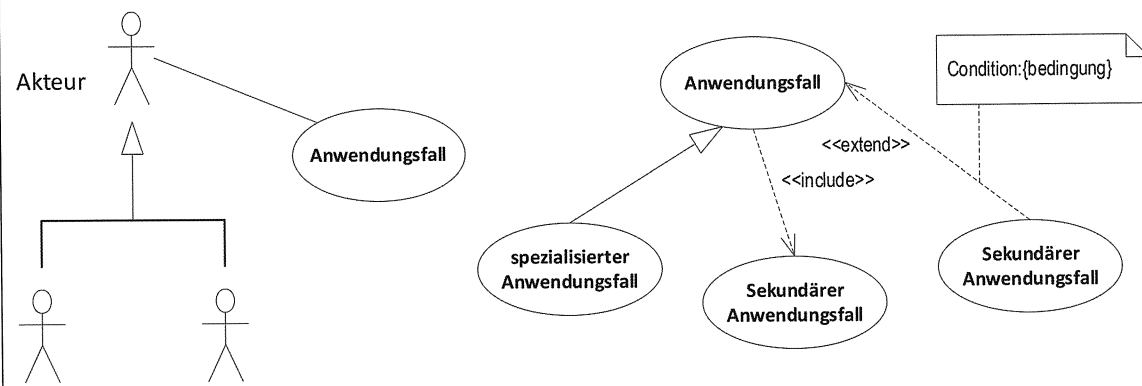 Akteur
Anwendungsfall
Anwendungsfall
Condition:{bedingung}
<<extend>>
<<include>>
spezialisierter
Anwendungsfall
Sekundärer
Anwendungsfall
Sekundärer
Anwendungsfall